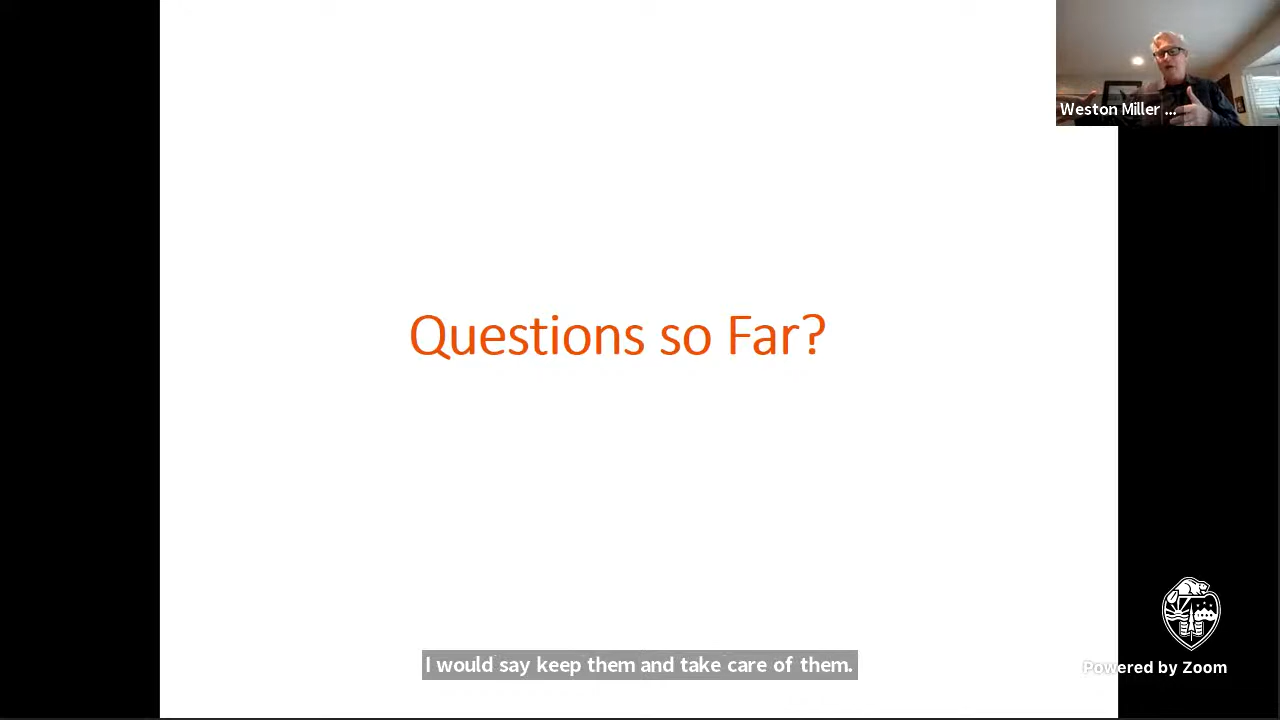 Weston Miller ...
Questions so Far?
I would say keep them and take care of them.
Powered by Zoom